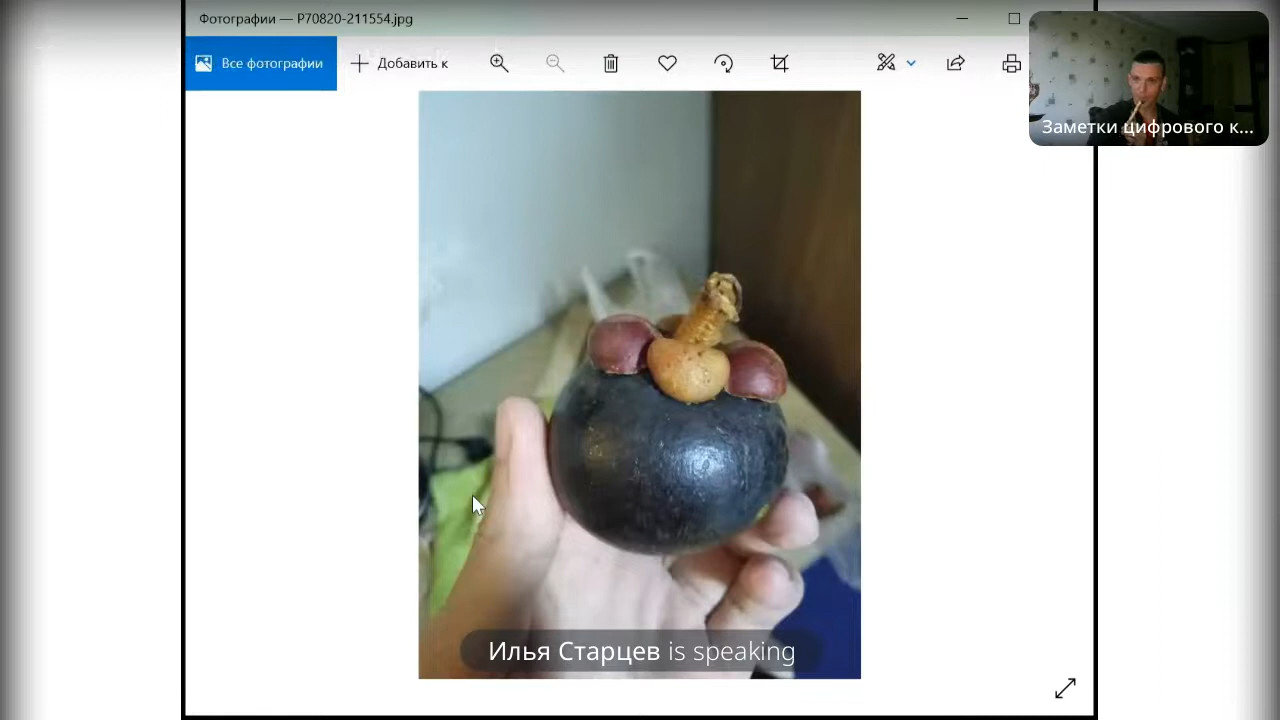 Фотографии — P70820-211554.jpg
Все фотографии
Добавить к
Заметки цифрового к...
Илья Старцев is speaking